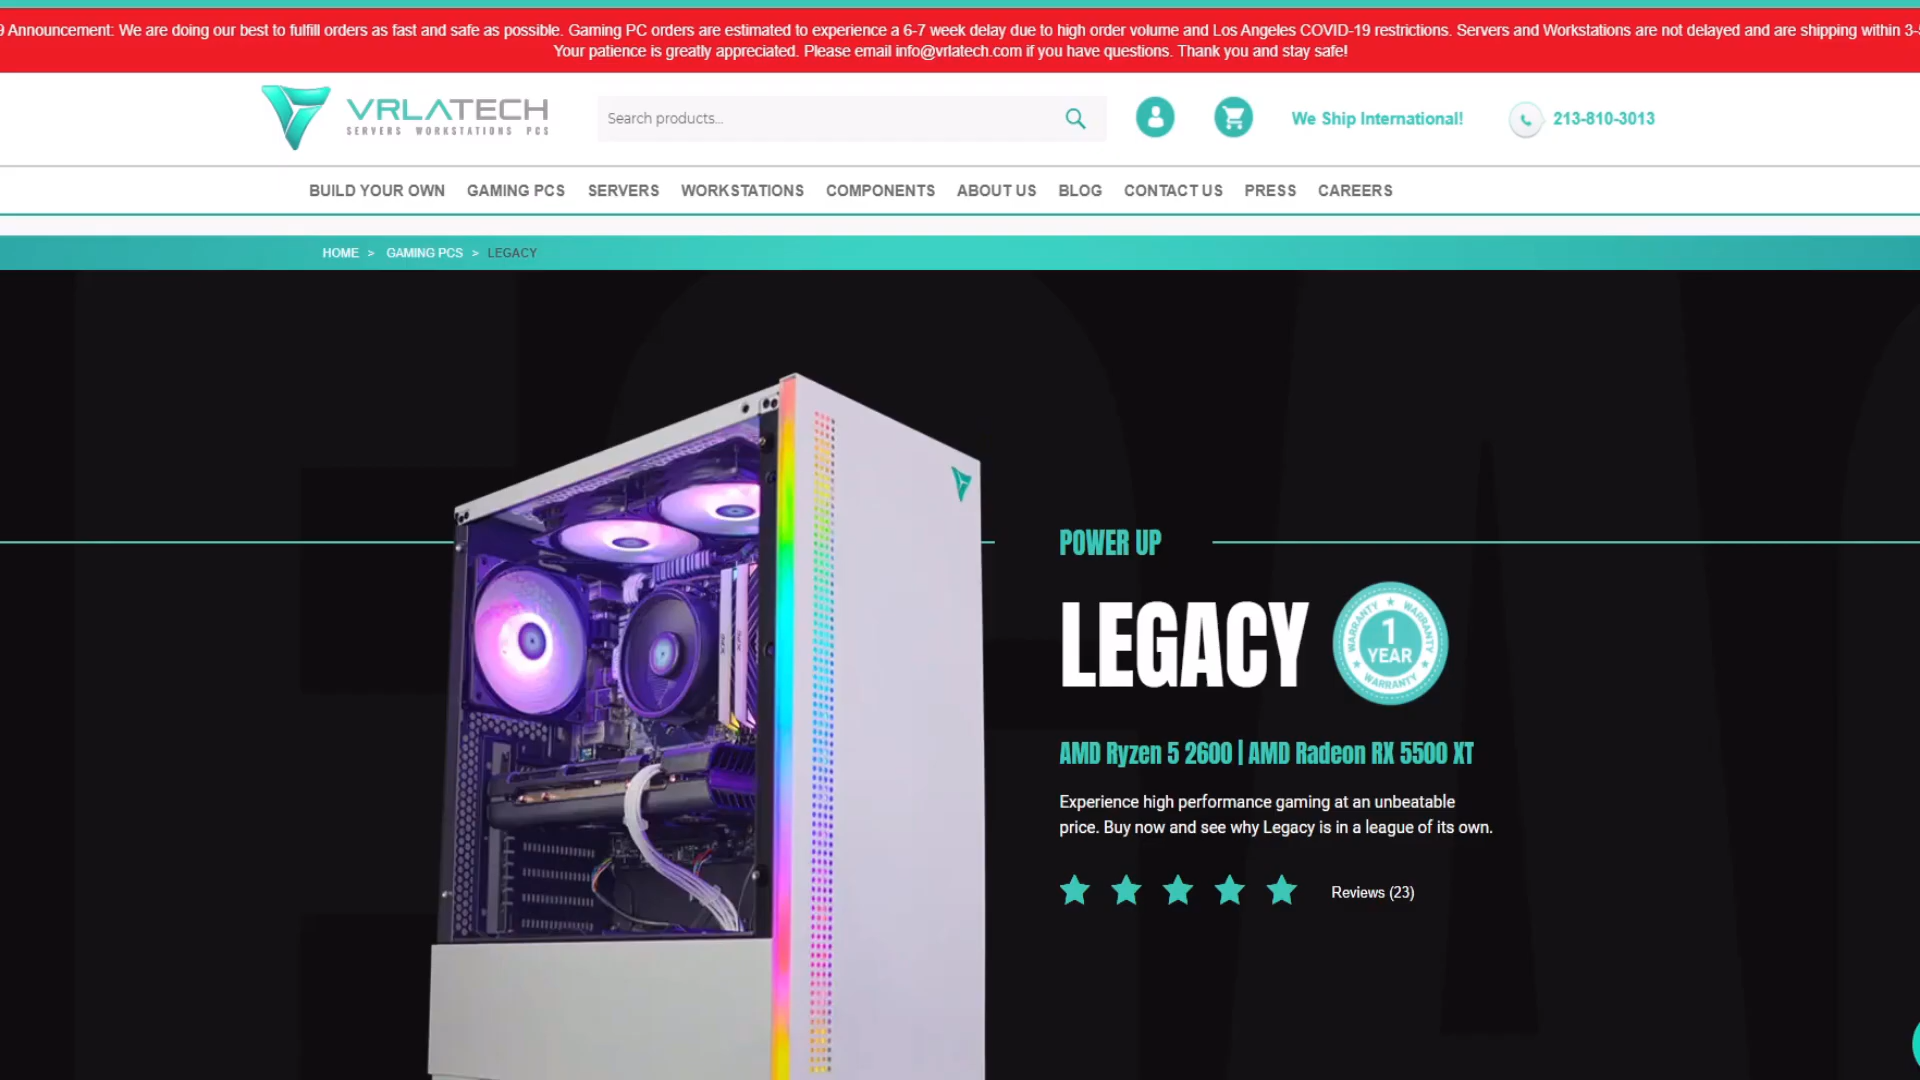 9 Announcement: We are doing our best to fulfill orders as fast and safe as possible. Gaming PC orders are estimated to experience a 6-7 week delay due to high order volume and Los Angeles COVID-19 restrictions. Servers and Workstations are not delayed and are shipping within 3-
Your patience is greatly appreciated. Please email info@vrlatech.com if you have questions. Thank you and stay safe!
VRLATECH
SERVERS WORKSTATIONS PCS
Search products...
We Ship International!
213-810-3013
BUILD YOUR OWN GAMING PCS SERVERS WORKSTATIONS COMPONENTS ABOUT US BLOG CONTACT US PRESS CAREERS
HOME > GAMING PCS > LEGACY
POWER UP
LEGACY
WARRANTY WARRANTY
1
YEAR
WARRANTY
AMD Ryzen 5 2600 | AMD Radeon RX 5500 XT
Experience high performance gaming at an unbeatable
price. Buy now and see why Legacy is in a league of its own.
Reviews (23)